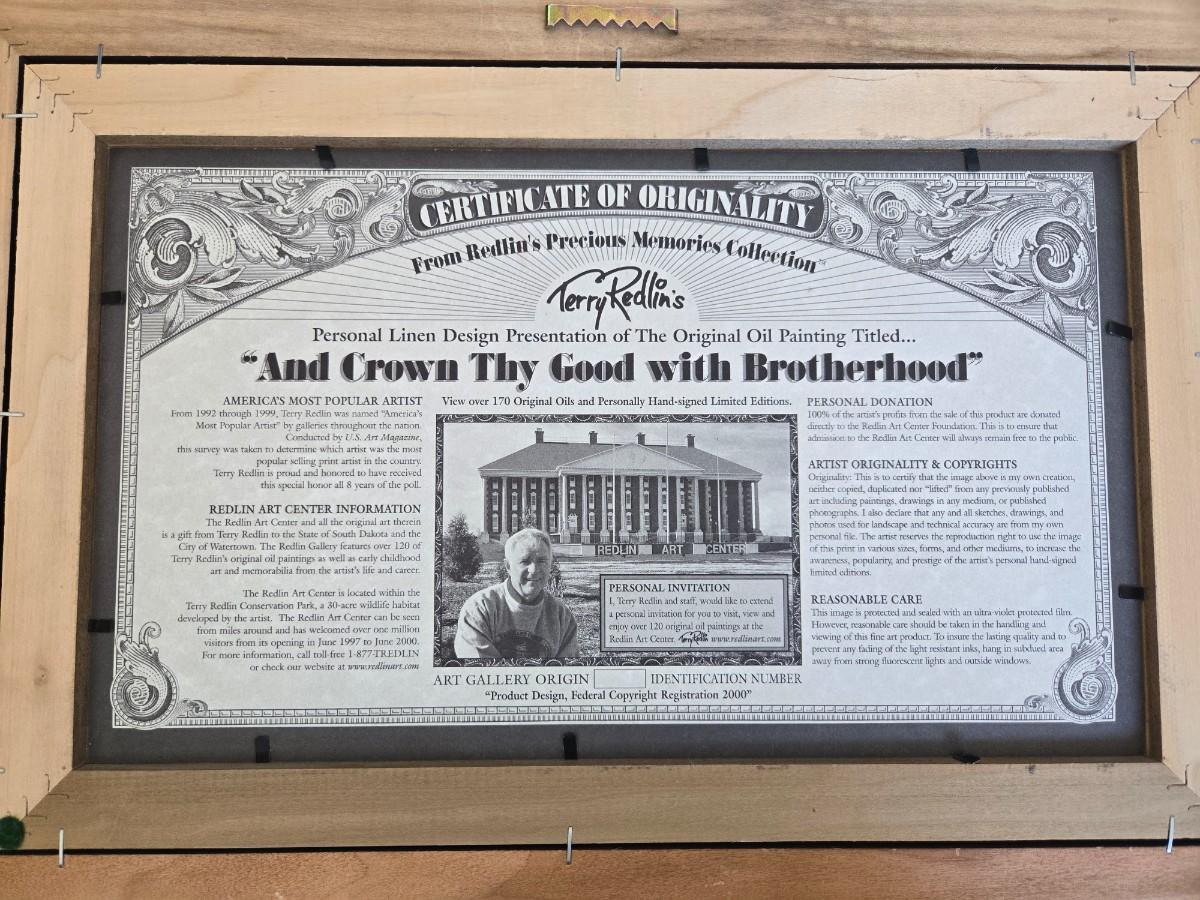 CERTIFICATE OF ORIGINALITY
From Redlin's Precious Memories Collection™
Terry Redlin's
Personal Linen Design Presentation of The Original Oil Painting Titled...
“And Crown Thy Good with Brotherhood”
AMERICA'S MOST POPULAR ARTIST
From 1992 through 1999, Terry Redlin was named “America's
Most Popular Artist” by galleries throughout the nation.
Conducted by U.S. Art Magazine,
this survey was taken to determine which artist was the most
popular selling print artist in the country.
Terry Redlin is proud and honored to have received
this special honor all 8 years of the poll.
REDLIN ART CENTER INFORMATION
The Redlin Art Center and all the original art therein
is a gift from Terry Redlin to the State of South Dakota and the
City of Watertown. The Redlin Gallery features over 120 of
Terry Redlin's original oil paintings as well as early childhood
art and memorabilia from the artist's life and career.
The Redlin Art Center is located within the
Terry Redlin Conservation Park, a 30-acre wildlife habitat
developed by the artist. The Redlin Art Center can be seen
from miles around and has welcomed over one million
visitors from its opening in June 1997 to June 2000.
For more information, call toll-free 1-877-TREDLIN
or check our website at www.redlinart.com
View over 170 Original Oils and Personally Hand-signed Limited Editions.
REDLIN ART CENTER
PERSONAL INVITATION
I, Terry Redlin and staff, would like to extend
a personal invitation for you to visit, view and
enjoy over 120 original oil paintings at the
Redlin Art Center. Terry Redlin www.redlinart.com
ART GALLERY ORIGIN IDENTIFICATION NUMBER
“Product Design, Federal Copyright Registration 2000”
PERSONAL DONATION
100% of the artist's profits from the sale of this product are donated
directly to the Redlin Art Center Foundation. This is to ensure that
admission to the Redlin Art Center will always remain free to the public.
ARTIST ORIGINALITY & COPYRIGHTS
Originality: This is to certify that the image above is my own creation,
neither copied, duplicated nor “lifted” from any previously published
art including paintings, drawings in any medium, or published
photographs. I also declare that any and all sketches, drawings, and
photos used for landscape and technical accuracy are from my own
personal file. The artist reserves the reproduction right to use the image
of this print in various sizes, forms, and other mediums, to increase the
awareness, popularity, and prestige of the artist's personal hand-signed
limited editions.
REASONABLE CARE
This image is protected and sealed with an ultra-violet protected film.
However, reasonable care should be taken in the handling and
viewing of this fine art product. To insure the lasting quality and to
prevent any fading of the light resistant inks, hang in subdued area
away from strong fluorescent lights and outside windows.